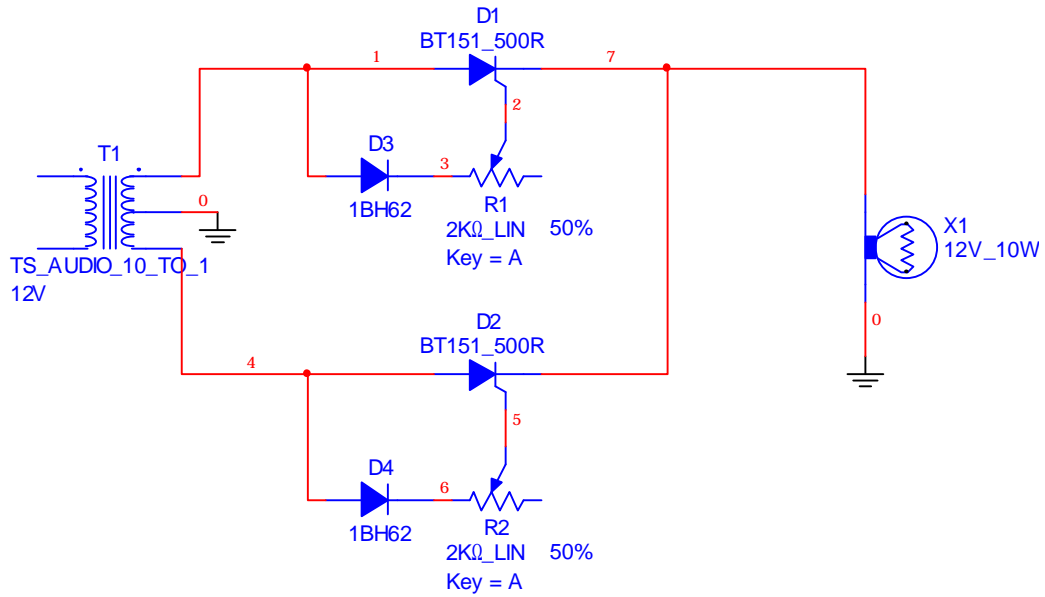 D1
BT151_500R
1
7
2
D3
3
1BH62
R1
2KΩ_LIN 50%
Key = A
T1
0
TS_AUDIO_10_TO_1
12V
X1
12V_10W
0
D2
BT151_500R
4
5
D4
6
1BH62
R2
2KΩ_LIN 50%
Key = A